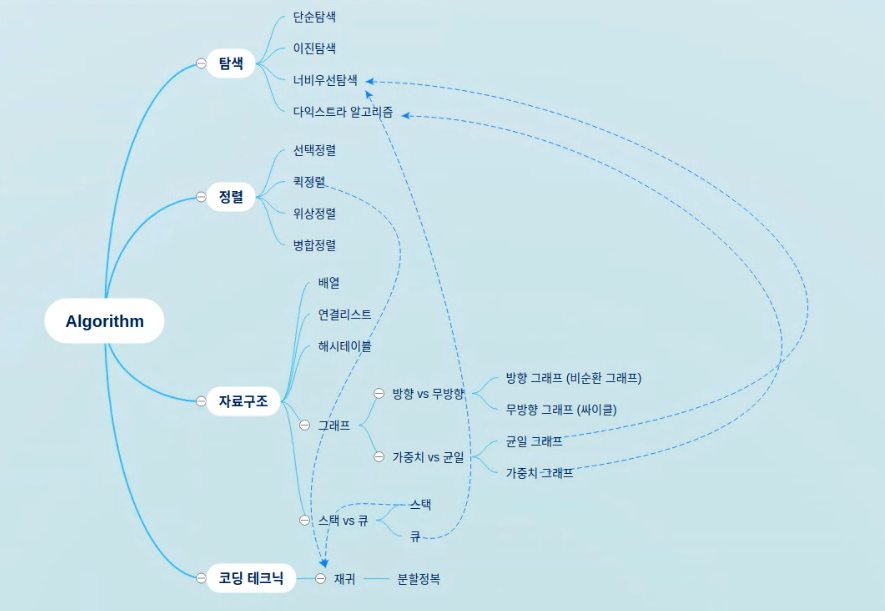 Algorithm
탐색
단순탐색
이진탐색
너비우선탐색
다익스트라 알고리즘
정렬
선택정렬
퀵정렬
위상정렬
병합정렬
자료구조
배열
연결리스트
해시테이블
그래프
방향 vs 무방향
방향 그래프 (비순환 그래프)
무방향 그래프 (싸이클)
가중치 vs 균일
균일 그래프
가중치 그래프
스택 vs 큐
스택
큐
코딩 테크닉
재귀
분할정복